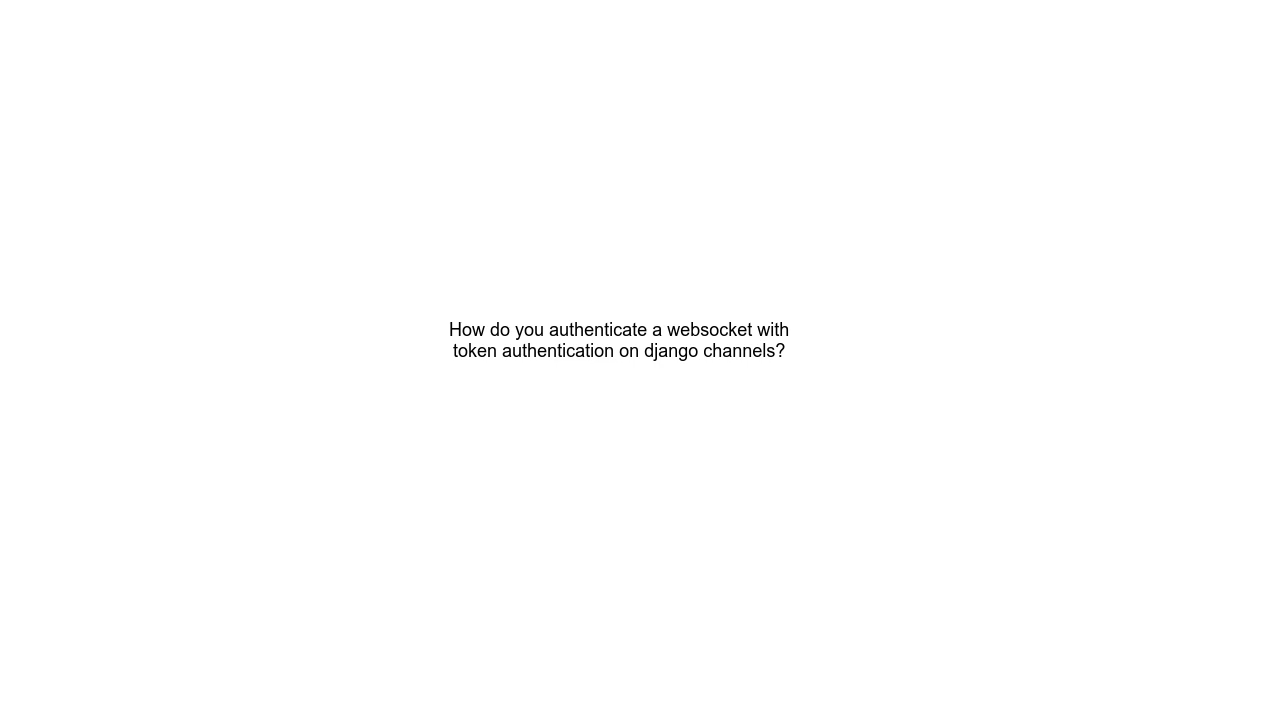 How do you authenticate a websocket with
token authentication on django channels?